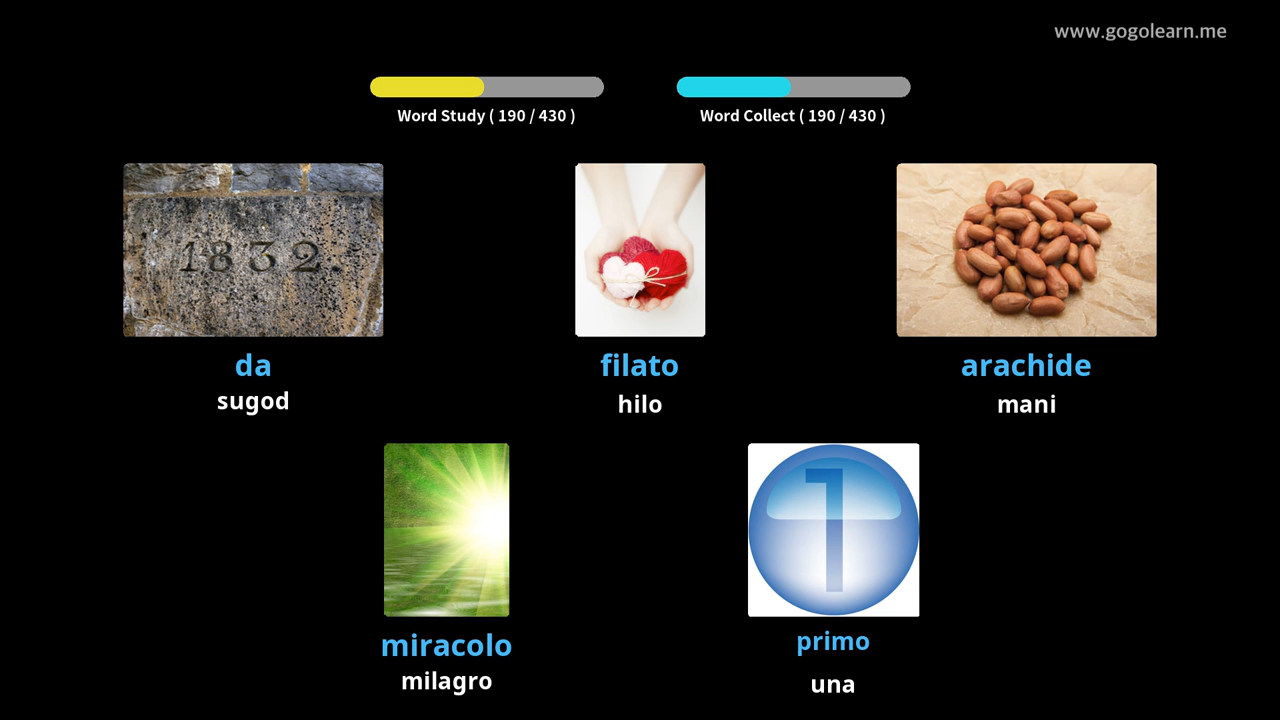 www.gogolearn.me
Word Study ( 190 / 430 )
Word Collect ( 190 / 430 )
1832.
da
sugod
filato
hilo
arachide
mani
1
miracolo
milagro
primo
una